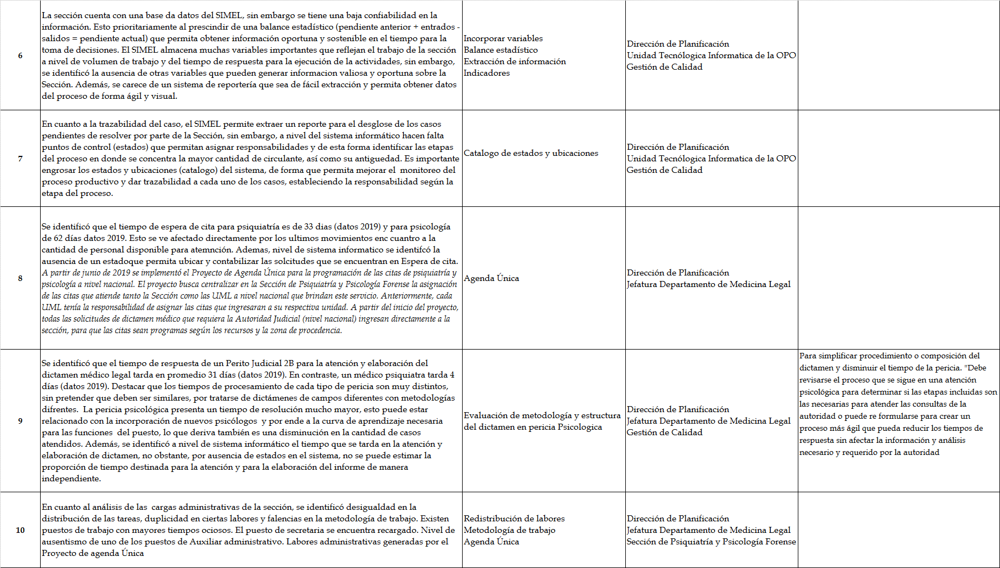 6
La sección cuenta con una base da datos del SIMEL, sin embargo se tiene una baja confiabilidad en la
información. Esto prioritariamente al prescindir de una balance estadístico (pendiente anterior + entrados -
salidos = pendiente actual) que permita obtener información oportuna y sostenible en el tiempo para la
toma de decisiones. El SIMEL almacena muchas variables importantes que reflejan el trabajo de la sección
a nivel de volumen de trabajo y del tiempo de respuesta para la ejecución de la actividades, sin embargo,
se identificó la ausencia de otras variables que pueden generar informacion valiosa y oportuna sobre la
Sección. Además, se carece de un sistema de reportería que sea de fácil extracción y permita obtener datos
del proceso de forma ágil y visual.
Incorporar variables
Balance estadístico
Extracción de información
Indicadores
Dirección de Planificación
Unidad Tecnólogica Informatica de la OPO
Gestión de Calidad
7
En cuanto a la trazabilidad del caso, el SIMEL permite extraer un reporte para el desglose de los casos
pendientes de resolver por parte de la Sección, sin embargo, a nivel del sistema informático hacen falta
puntos de control (estados) que permitan asignar responsabilidades y de esta forma identificar las etapas
del proceso en donde se concentra la mayor cantidad de circulante, así como su antiguedad. Es importante
engrosar los estados y ubicaciones (catalogo) del sistema, de forma que permita mejorar el  monitoreo del
proceso productivo y dar trazabilidad a cada uno de los casos, estableciendo la responsabilidad según la
etapa del proceso.
Catalogo de estados y ubicaciones
Dirección de Planificación
Unidad Tecnólogica Informatica de la OPO
Gestión de Calidad
8
Se identificó que el tiempo de espera de cita para psiquiatría es de 33 dias (datos 2019) y para psicología
de 62 días datos 2019. Esto se ve afectado directamente por los ultimos movimientos enc cuantro a la
cantidad de personal disponible para atemnción. Ademas, nivel de sistema informatico se identifcó la
ausencia de un estadoque permita ubicar y contabilizar las solcitudes que se encuentran en Espera de cita.
A partir de junio de 2019 se implementó el Proyecto de Agenda Única para la programación de las citas de psiquiatría y
psicología a nivel nacional. El proyecto busca centralizar en la Sección de Psiquiatría y Psicología Forense la asignación
de las citas que atiende tanto la Sección como las UML a nivel nacional que brindan este servicio. Anteriormente, cada
UML tenía la responsabilidad de asignar las citas que ingresaran a su respectiva unidad. A partir del inicio del proyecto,
todas las solicitudes de dictamen médico que requiera la Autoridad Judicial (nivel nacional) ingresan directamente a la
sección, para que las citas sean programas según los recursos y la zona de procedencia.
Agenda Única
Dirección de Planificación
Jefatura Departamento de Medicina Legal
9
Se identificó que el tiempo de respuesta de un Perito Judicial 2B para la atención y elaboración del
dictamen médico legal tarda en promedio 31 días (datos 2019). En contraste, un médico psiquiatra tarda 4
días (datos 2019). Destacar que los tiempos de procesamiento de cada tipo de pericia son muy distintos,
sin pretender que deben ser similares, por tratarse de dictámenes de campos diferentes con metodologías
difrentes.  La pericia psicológica presenta un tiempo de resolución mucho mayor, esto puede estar
relacionado con la incorporación de nuevos psicólogos  y por ende a la curva de aprendizaje necesaria
para las funciones  del puesto, lo que deriva también es una disminución en la cantidad de casos
atendidos. Además, se identificó a nivel de sistema informático el tiempo que se tarda en la atención y
elaboración de dictamen, no obstante, por ausencia de estados en el sistema, no se puede estimar la
proporción de tiempo destinada para la atención y para la elaboración del informe de manera
independiente.
Evaluación de metodología y estructura
del dictamen en pericia Psicologica
Dirección de Planificación
Jefatura Departamento de Medicina Legal
Gestión de Calidad
Para simplificar procedimiento o composición del
dictamen y disminuir el tiempo de la pericia. "Debe
revisarse el proceso que se sigue en una atención
psicológica para determinar si las etapas incluidas son
las necesarias para atender las consultas de la
autoridad o puede re formularse para crear un
proceso más ágil que pueda reducir los tiempos de
respuesta sin afectar la información y análisis
necesario y requerido por la autoridad
10
En cuanto al análisis de las  cargas administrativas de la sección, se identificó desigualdad en la
distribución de las tareas, duplicidad en ciertas labores y falencias en la metodología de trabajo. Existen
puestos de trabajo con mayores tiempos ociosos. El puesto de secretaria se encuentra recargado. Nivel de
ausentismo de uno de los puestos de Auxiliar administrativo. Labores administrativas generadas por el
Proyecto de agenda Única
Redistribución de labores
Metodología de trabajo
Agenda Única
Dirección de Planificación
Jefatura Departamento de Medicina Legal
Sección de Psiquiatría y Psicología Forense